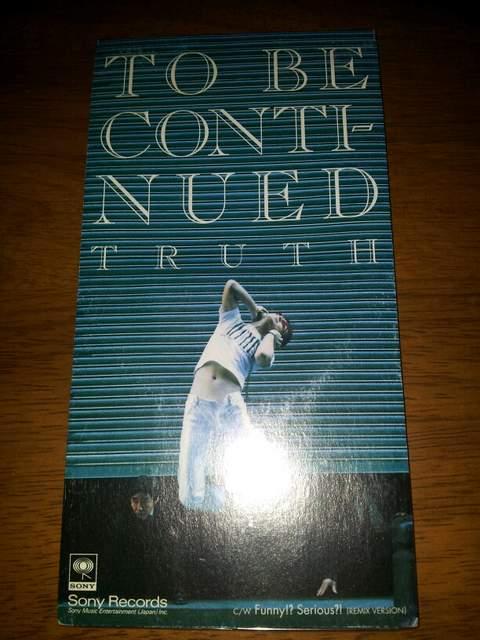 TO BE
CONTI-
NUED
TRUTH
SONY
Sony Records
Sony Music Entertainment (Japan) Inc.
c/w Funny!? Serious?! (REMIX VERSION)